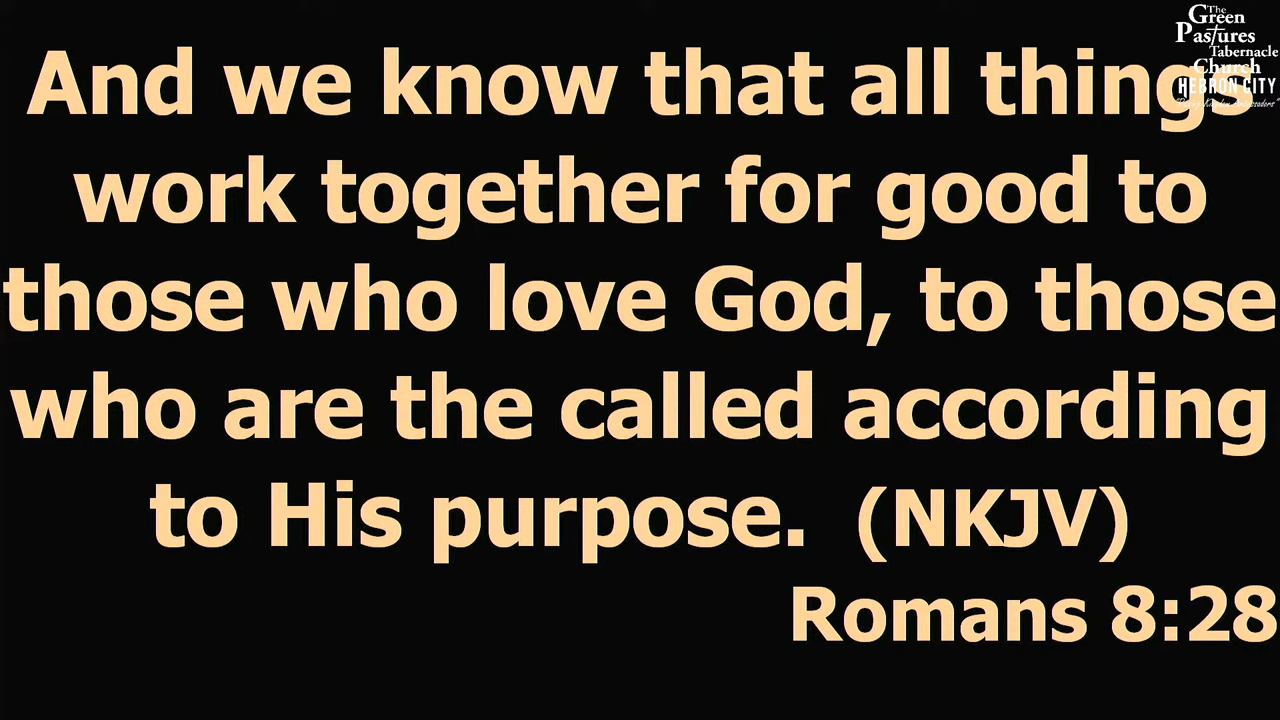 The
Green
Pastures
Tabernacle
Church
HEBRON CITY
And we know that all things
work together for good to
those who love God, to those
who are the called according
to His purpose. (NKJV)
Romans 8:28